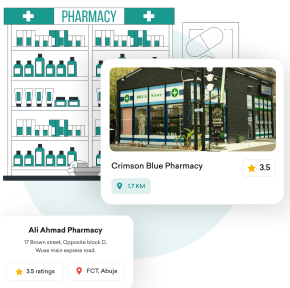 PHARMACY
Crimson Blue Pharmacy
3.5
1.7 KM
Ali Ahmad Pharmacy
17 Brown street, Opposite block D,
Wuse main express road.
3.5 ratings
FCT, Abuja